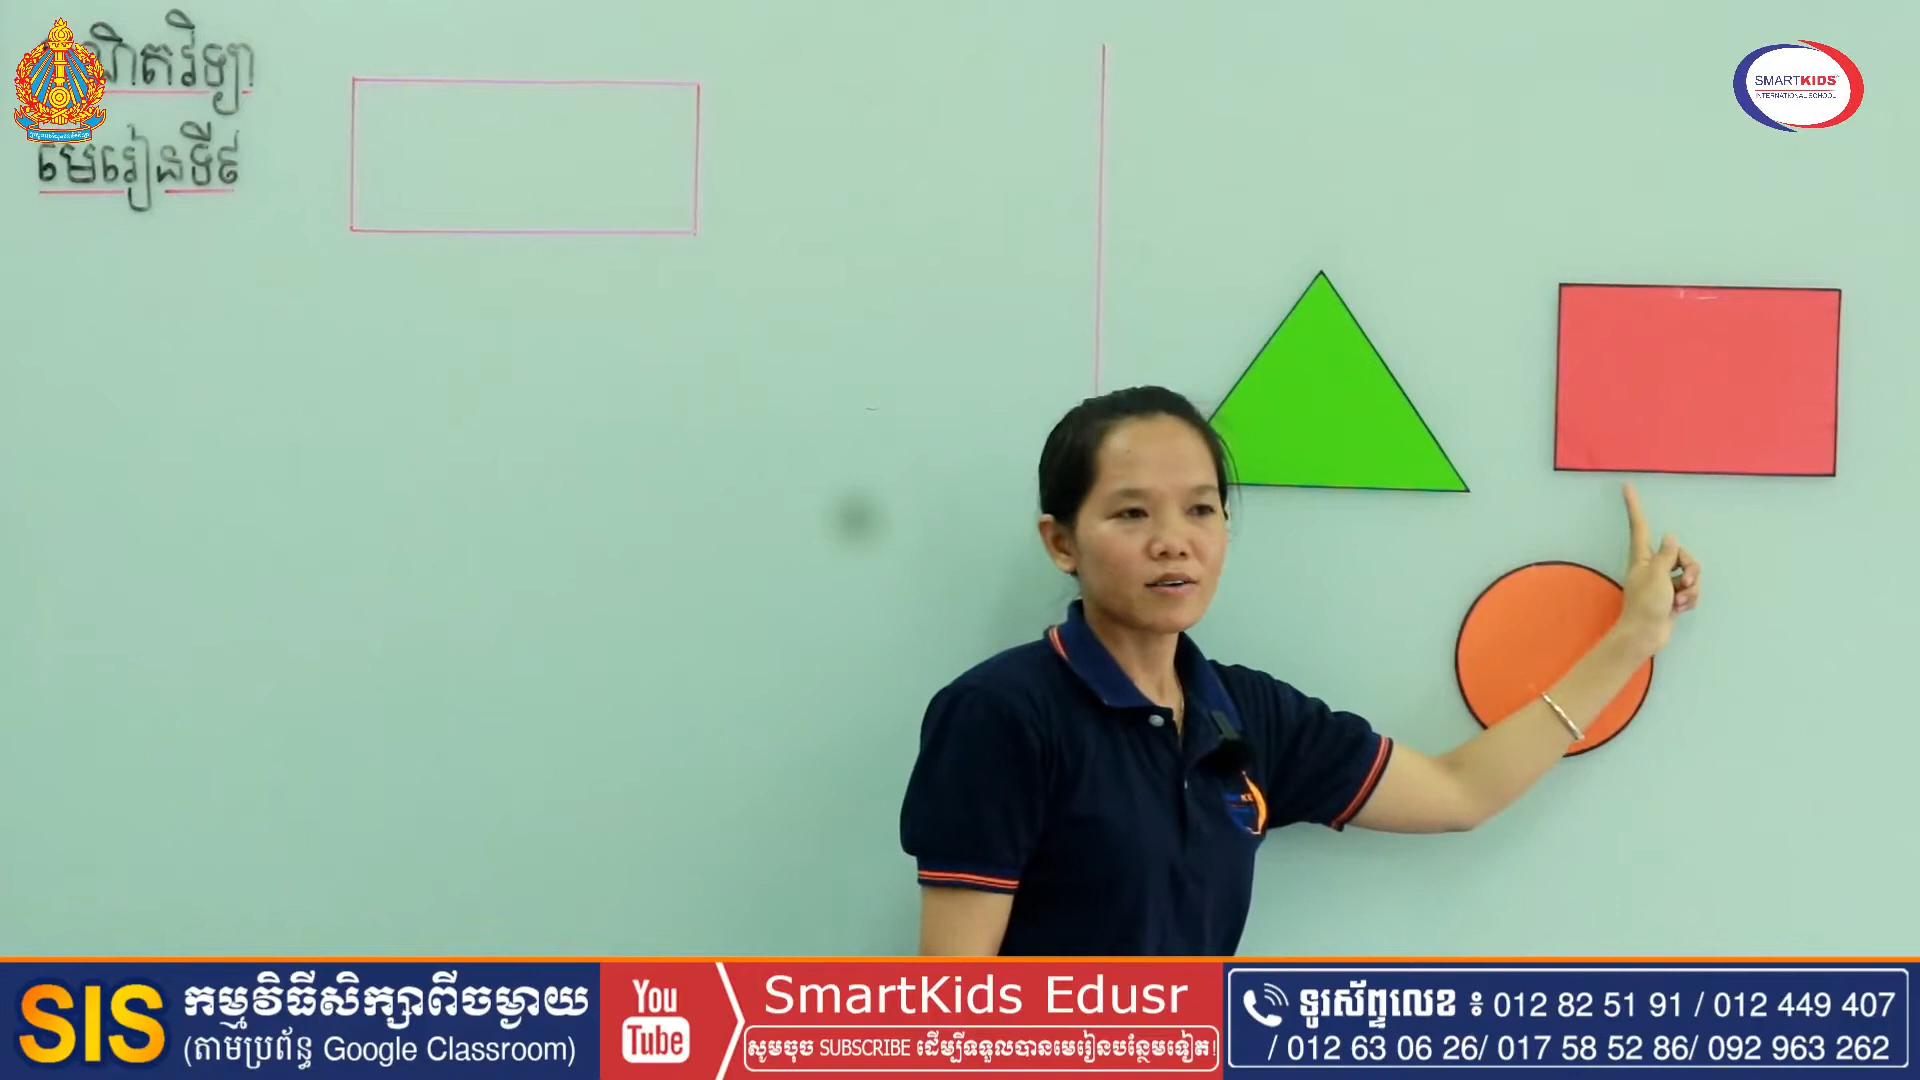 ណិតវិទ្យា
មេរៀនទី៩
SMARTKIDS
INTERNATIONAL SCHOOL
SIS
កម្មវិធីសិក្សាពីចម្ងាយ
(តាមប្រព័ន្ធ Google Classroom)
You
Tube
SmartKids Edusr
សូមចុច SUBSCRIBE ដើម្បីទទួលបានមេរៀនបន្ថែមទៀត!
ទូរស័ព្ទលេខ ៖ 012 82 51 91 / 012 449 407
/ 012 63 06 26/ 017 58 52 86/ 092 963 262